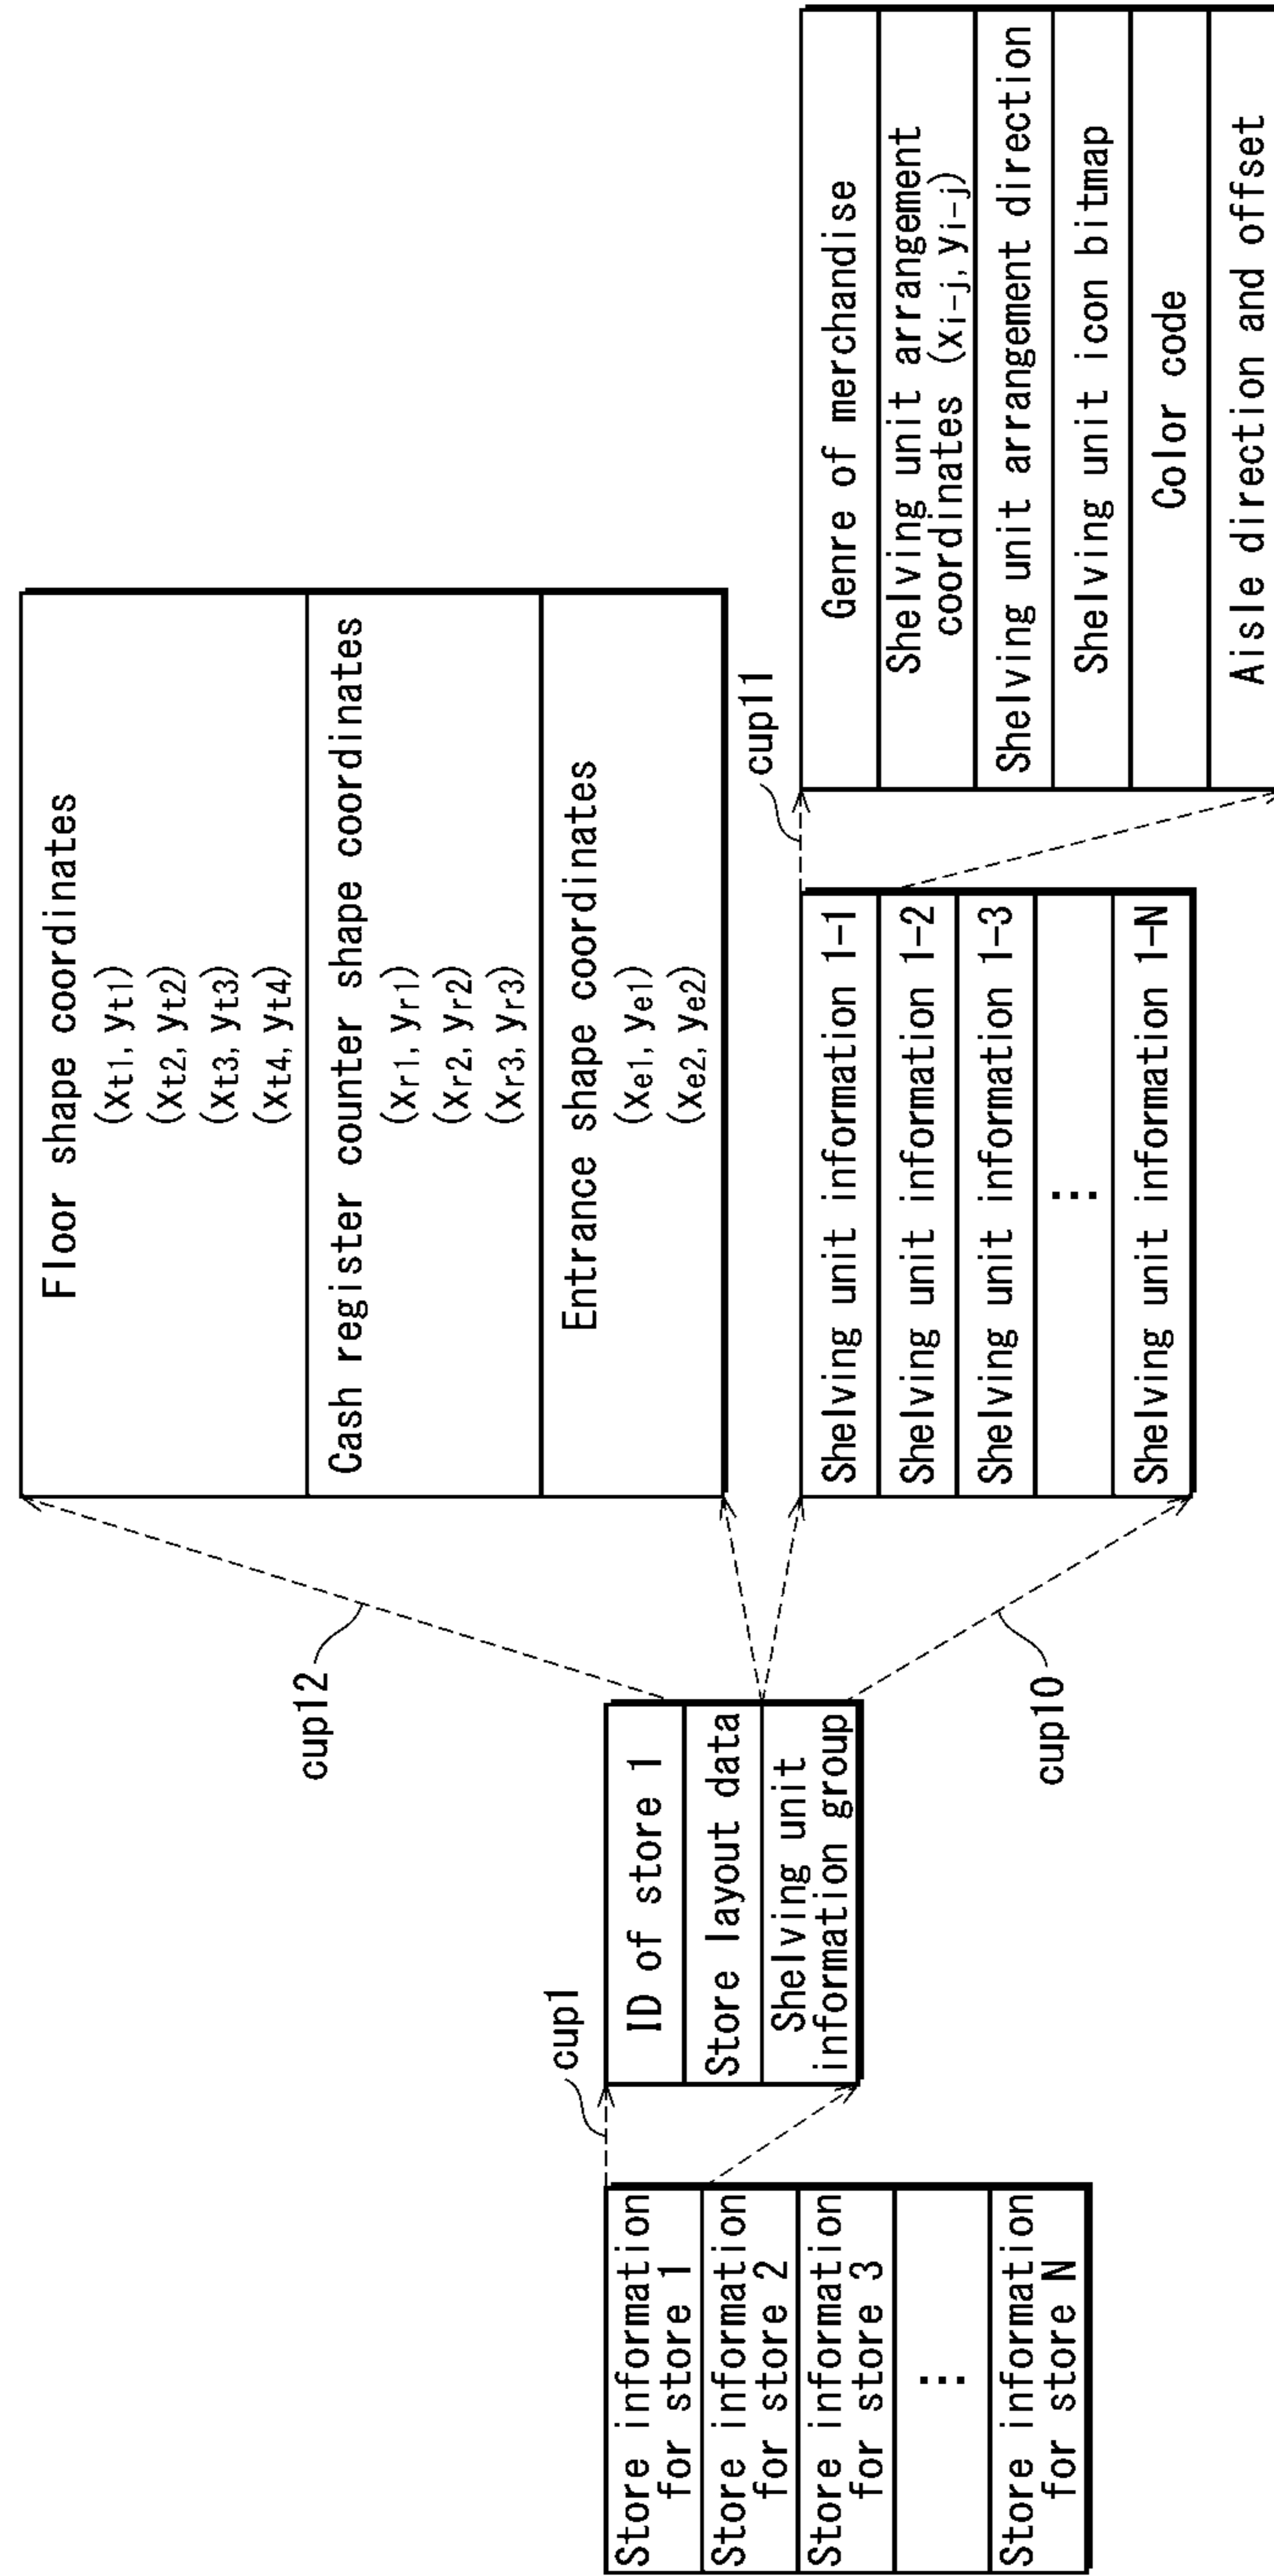 Store information
for store 1
Store information
for store 2
Store information
for store 3
...
Store information
for store N
cup1
ID of store 1
Store layout data
Shelving unit
information group
cup12
Floor shape coordinates
(xt1, yt1)
(xt2, yt2)
(xt3, yt3)
(xt4, yt4)
Cash register counter shape coordinates
(xr1, yr1)
(xr2, yr2)
(xr3, yr3)
Entrance shape coordinates
(xe1, ye1)
(xe2, ye2)
cup10
Shelving unit information 1-1
Shelving unit information 1-2
Shelving unit information 1-3
...
Shelving unit information 1-N
cup11
Genre of merchandise
Shelving unit arrangement
coordinates (xi-j, yi-j)
Shelving unit arrangement direction
Shelving unit icon bitmap
Color code
Aisle direction and offset